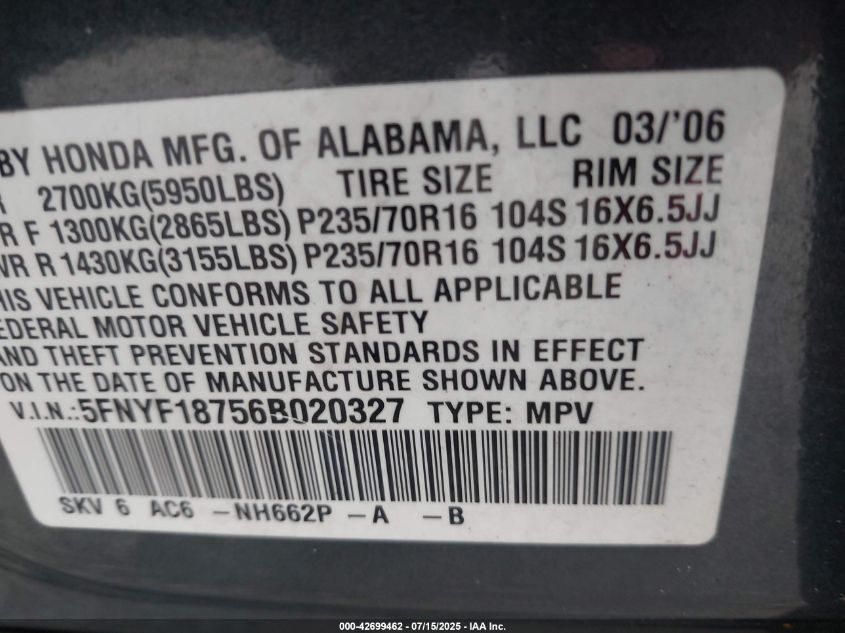 BY HONDA MFG. OF ALABAMA, LLC 03/'06
2700KG(5950LBS) TIRE SIZE RIM SIZE
R F 1300KG(2865LBS) P235/70R16 104S 16X6.5JJ
WR R 1430KG(3155LBS) P235/70R16 104S 16X6.5JJ
HIS VEHICLE CONFORMS TO ALL APPLICABLE
EDERAL MOTOR VEHICLE SAFETY
AND THEFT PREVENTION STANDARDS IN EFFECT
ON THE DATE OF MANUFACTURE SHOWN ABOVE.
V.I.N.:5FNYF18756B020327 TYPE: MPV
SKV 6 AC6 -NH662P -A -B
000-42699462 - 07/15/2025 - IAA Inc.